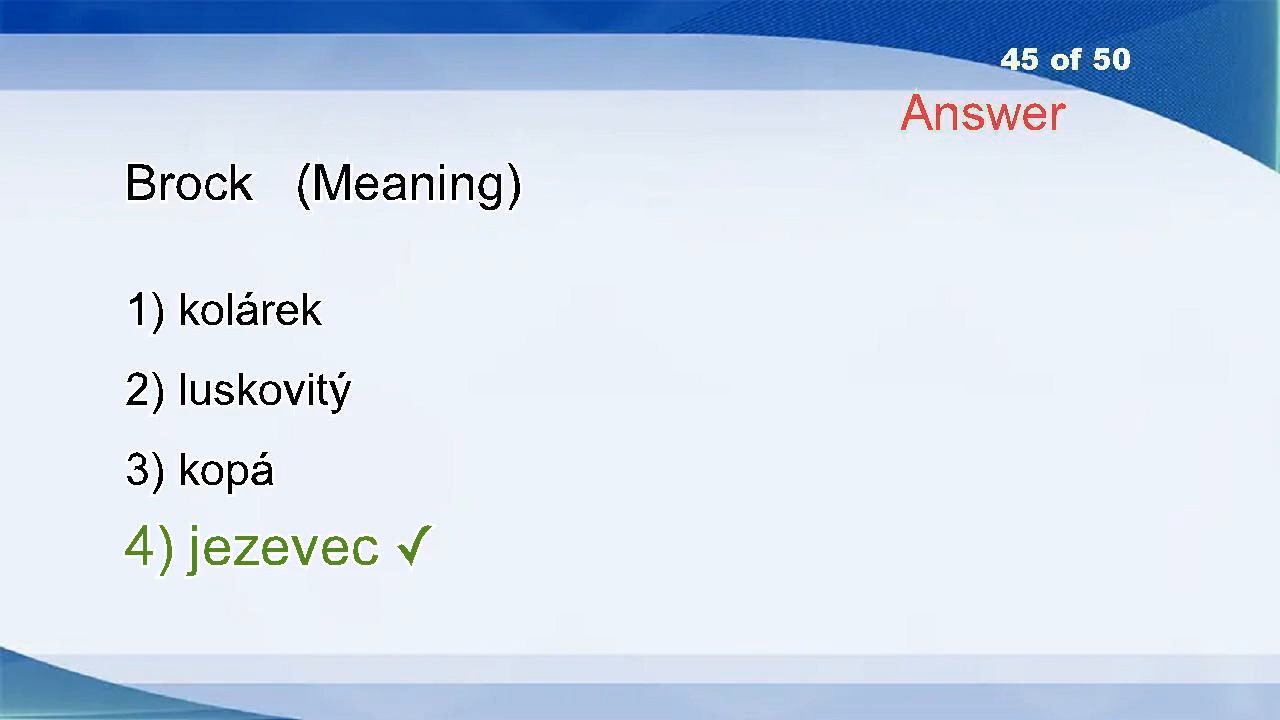 45 of 50
Answer
Brock (Meaning)
1) kolárek
2) luskovitý
3) kopá
4) jezevec ✓